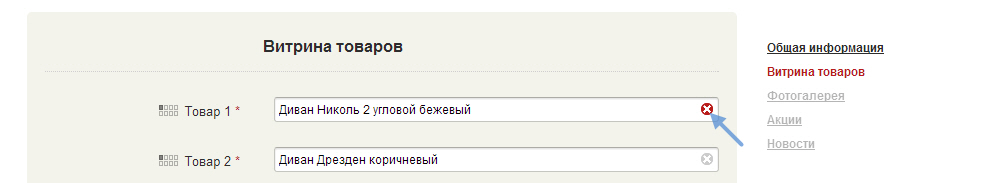 Витрина товаров
Товар 1 *
Диван Николь 2 угловой бежевый
Товар 2 *
Диван Дрезден коричневый
Общая информация
Витрина товаров
Фотогалерея
Акции
Новости